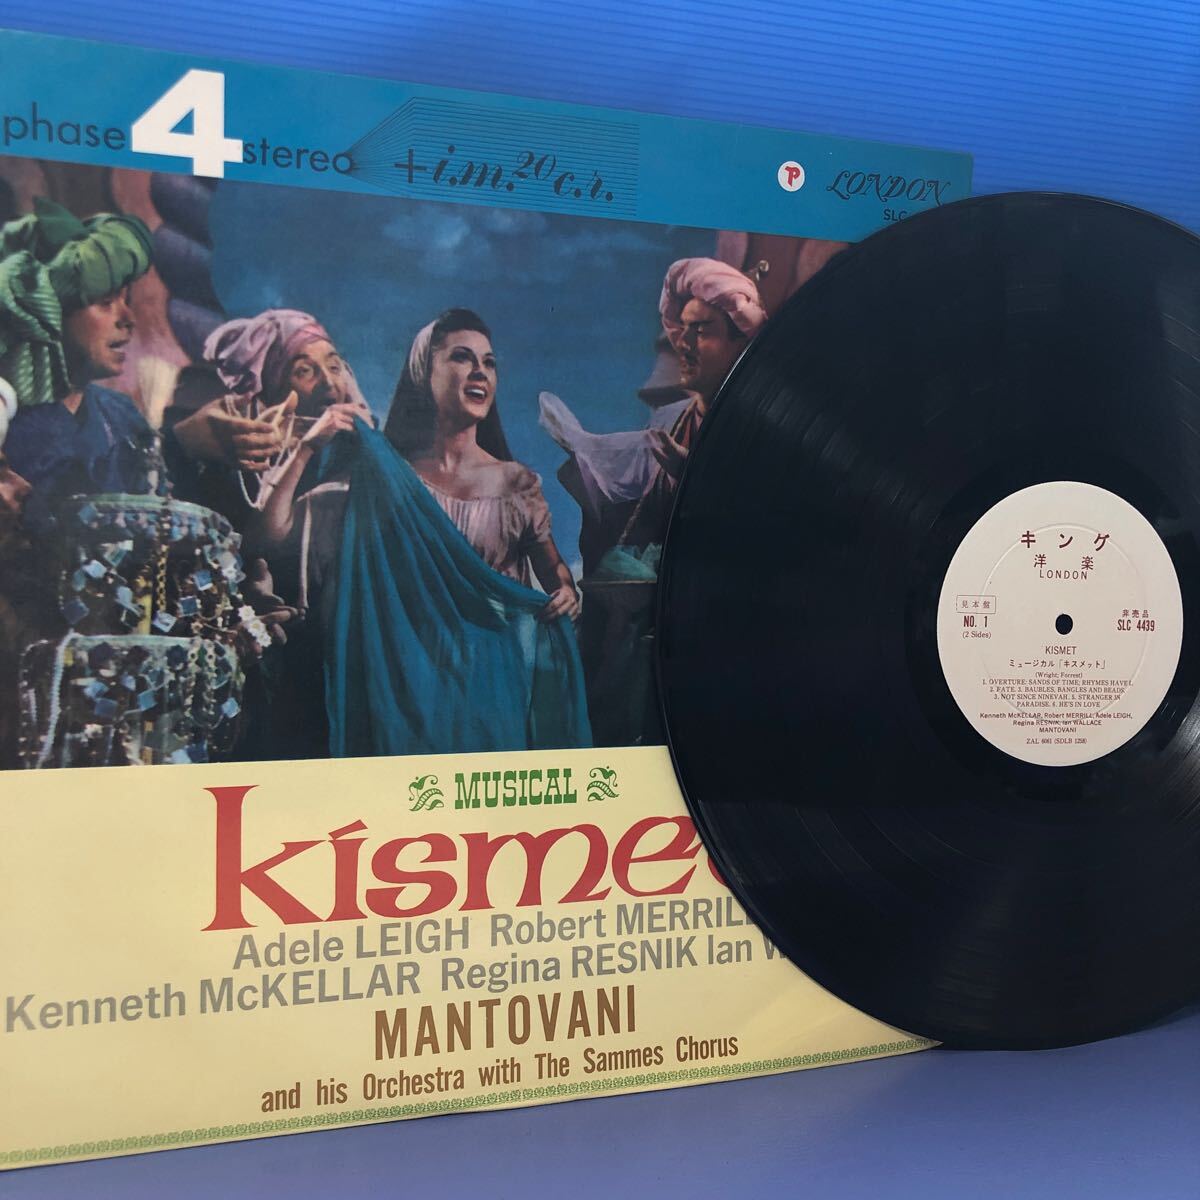 phase 4 stereo
+i.m.20 c.r.
P
LONDON
SLC
MUSICAL
kismet
Adele LEIGH Robert MERRILL
Kenneth McKELLAR Regina RESNIK Ian
MANTOVANI
and his Orchestra with The Sammes Chorus
キング
洋楽
LONDON
見本盤
NO. 1
(2 Sides)
非売品
SLC 4439
KISMET
ミュージカル「キスメット」
(Wright; Forrest)
1. OVERTURE: SANDS OF TIME; RHYMES HAVE I.
2. FATE. 3. BAUBLES, BANGLES AND BEADS.
3. NOT SINCE NINEVAH. 5. STRANGER IN
PARADISE. 6. HE'S IN LOVE
Kenneth McKELLAR, Robert MERRILL, Adele LEIGH,
Regina RESNIK, Ian WALLACE
MANTOVANI
ZAL 6061 (SDLB 1258)